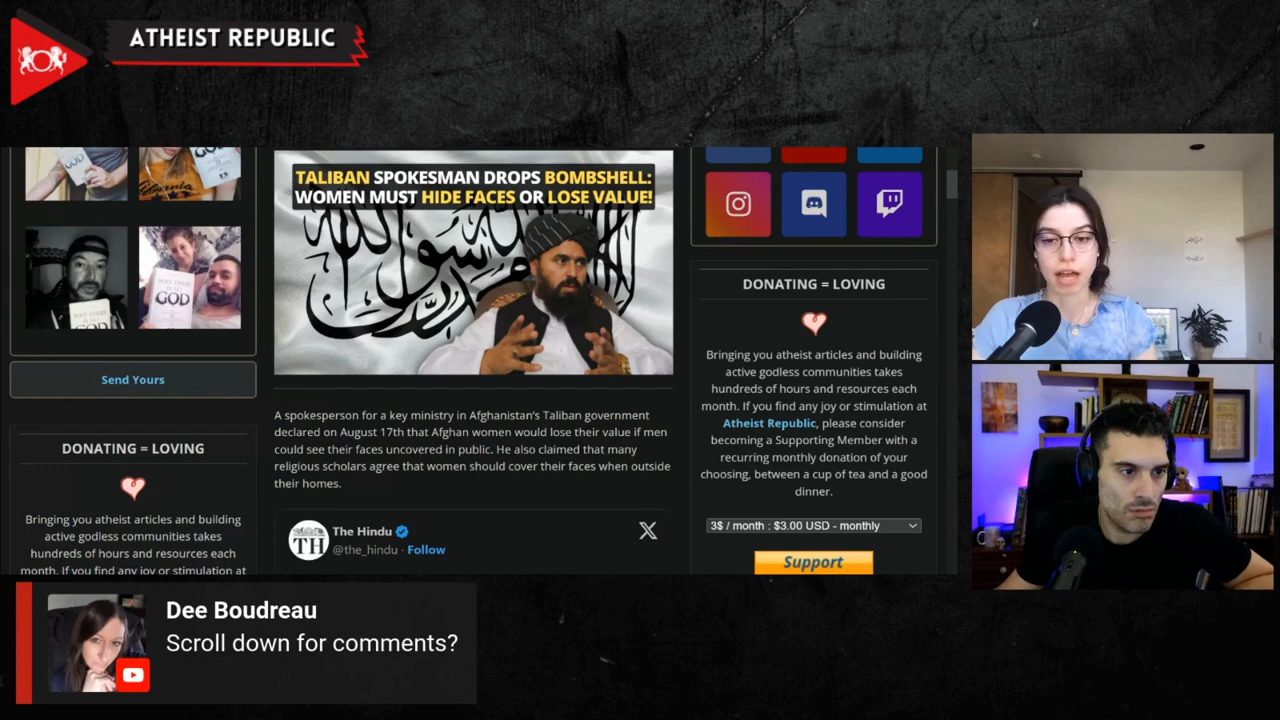 ATHEIST REPUBLIC
Send Yours
DONATING = LOVING
Bringing you atheist articles and building
active godless communities takes
hundreds of hours and resources each
month. If you find any joy or stimulation at
TALIBAN SPOKESMAN DROPS BOMBSHELL:
WOMEN MUST HIDE FACES OR LOSE VALUE!
A spokesperson for a key ministry in Afghanistan’s Taliban government
declared on August 17th that Afghan women would lose their value if men
could see their faces uncovered in public. He also claimed that many
religious scholars agree that women should cover their faces when outside
their homes.
TH
The Hindu
@the_hindu · Follow
DONATING = LOVING
Bringing you atheist articles and building
active godless communities takes
hundreds of hours and resources each
month. If you find any joy or stimulation at
Atheist Republic, please consider
becoming a Supporting Member with a
recurring monthly donation of your
choosing, between a cup of tea and a good
dinner.
3$ / month : $3.00 USD - monthly
Support
Dee Boudreau
Scroll down for comments?